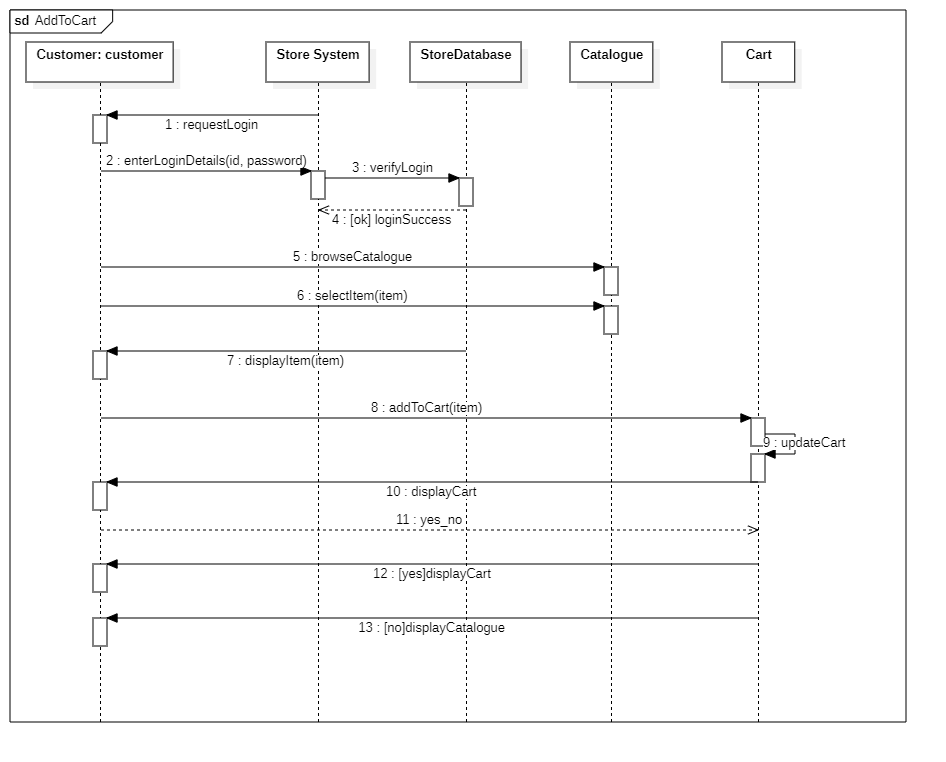 sd AddToCart
Customer: customer
Store System
StoreDatabase
Catalogue
Cart
1 : requestLogin
2 : enterLoginDetails(id, password)
3 : verifyLogin
4 : [ok] loginSuccess
5 : browseCatalogue
6 : selectItem(item)
7 : displayItem(item)
8 : addToCart(item)
9 : updateCart
10 : displayCart
11 : yes_no
12 : [yes]displayCart
13 : [no]displayCatalogue